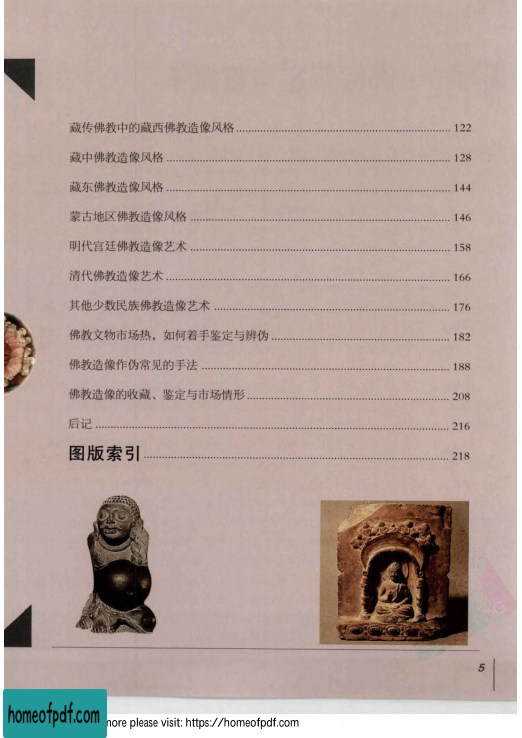 藏传佛教中的藏西佛教造像风格 122
藏中佛教造像风格 128
藏东佛教造像风格 144
蒙古地区佛教造像风格 146
明代宫廷佛教造像艺术 158
清代佛教造像艺术 166
其他少数民族佛教造像艺术 176
佛教文物市场热，如何着手鉴定与辨伪 182
佛教造像作伪常见的手法 188
佛教造像的收藏、鉴定与市场情形 208
后记 216
图版索引 218
5
homeofpdf.com
more please visit: https://homeofpdf.com